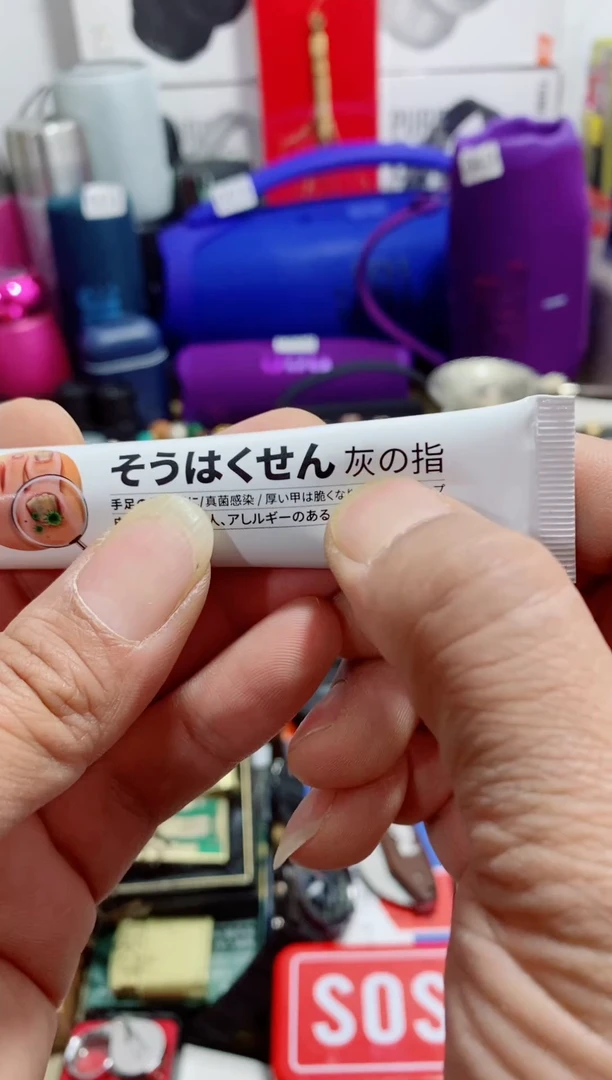 そうはくせん 灰の指
手足の /真菌感染 / 厚い甲は脆くな プ
人、アレルギーのある
SOS